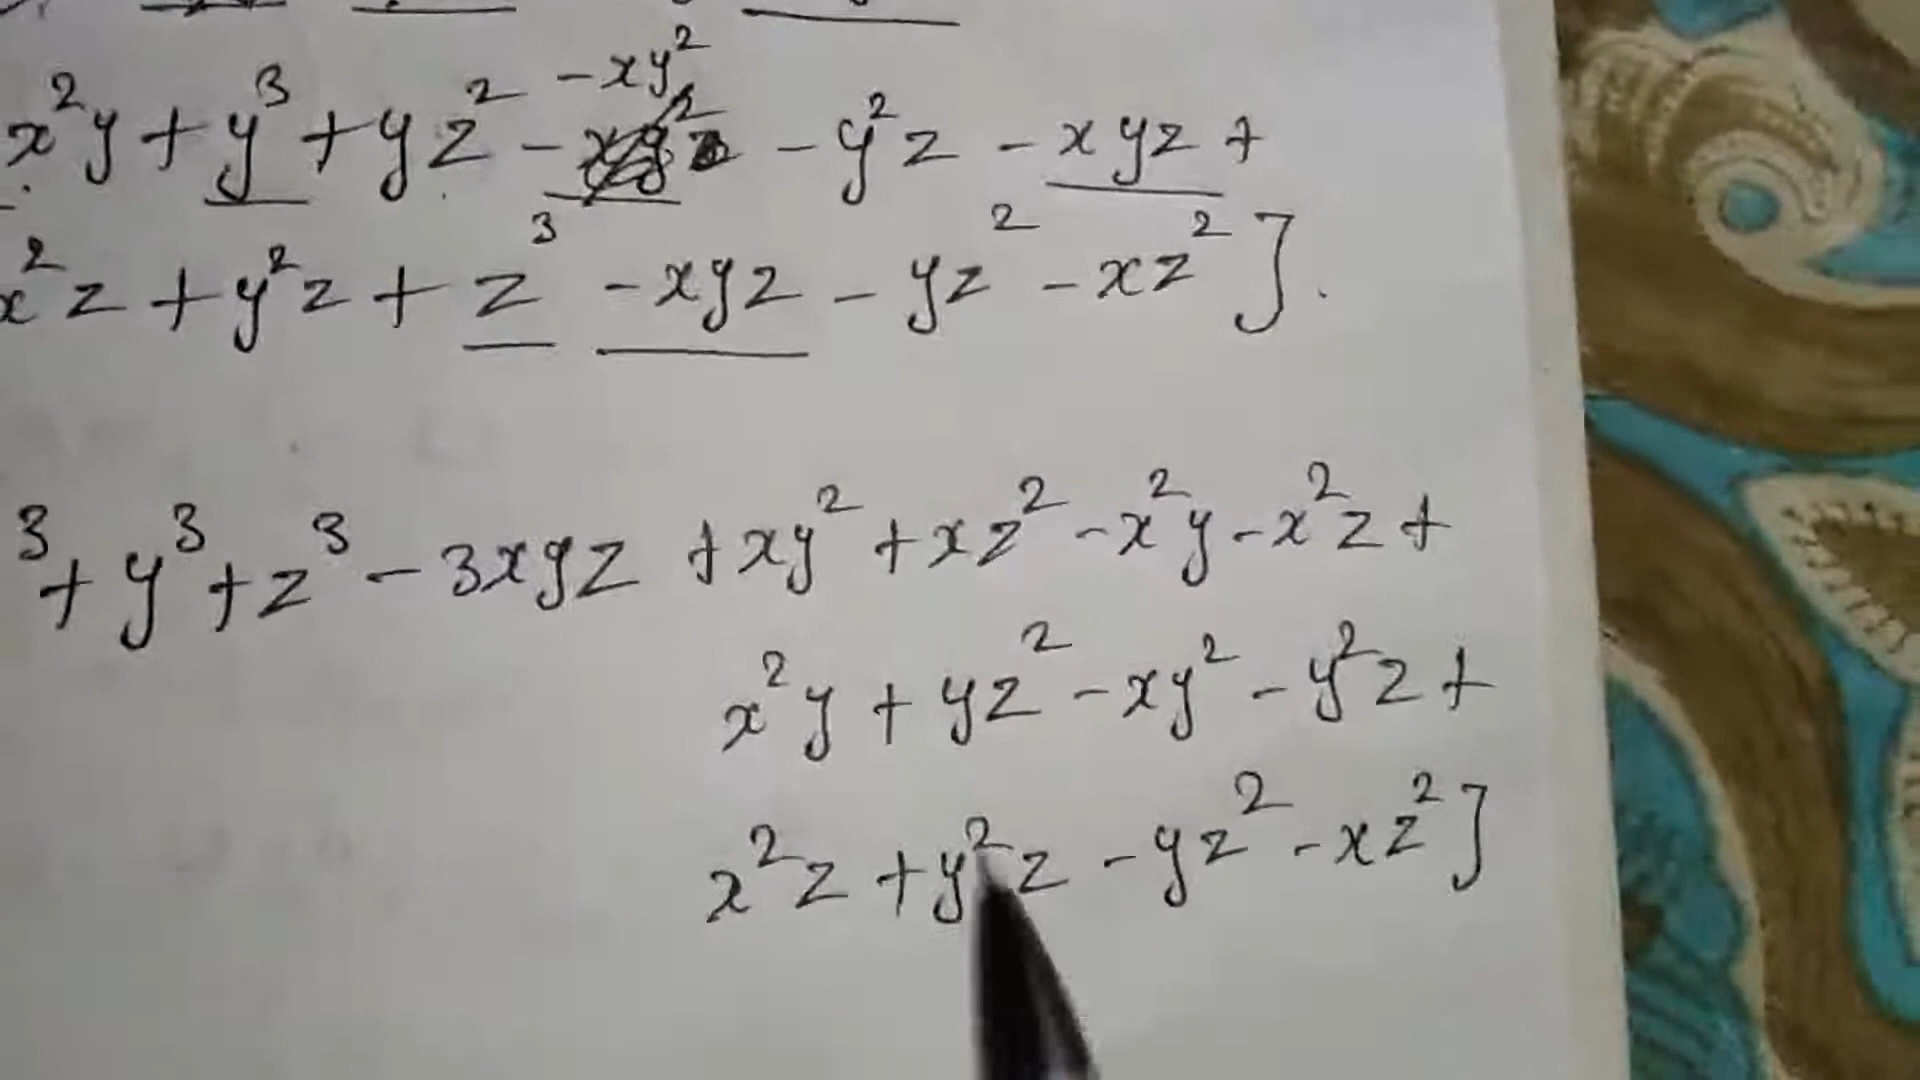 x²y + y³ + yz² - xy² - y²z - xyz +
x²z + y²z + z³ - xyz - yz² - xz² ].
³ + y³ + z³ - 3xyz + xy² + xz² - x²y - x²z +
x²y + yz² - xy² - y²z +
x²z + y²z - yz² - xz² ]